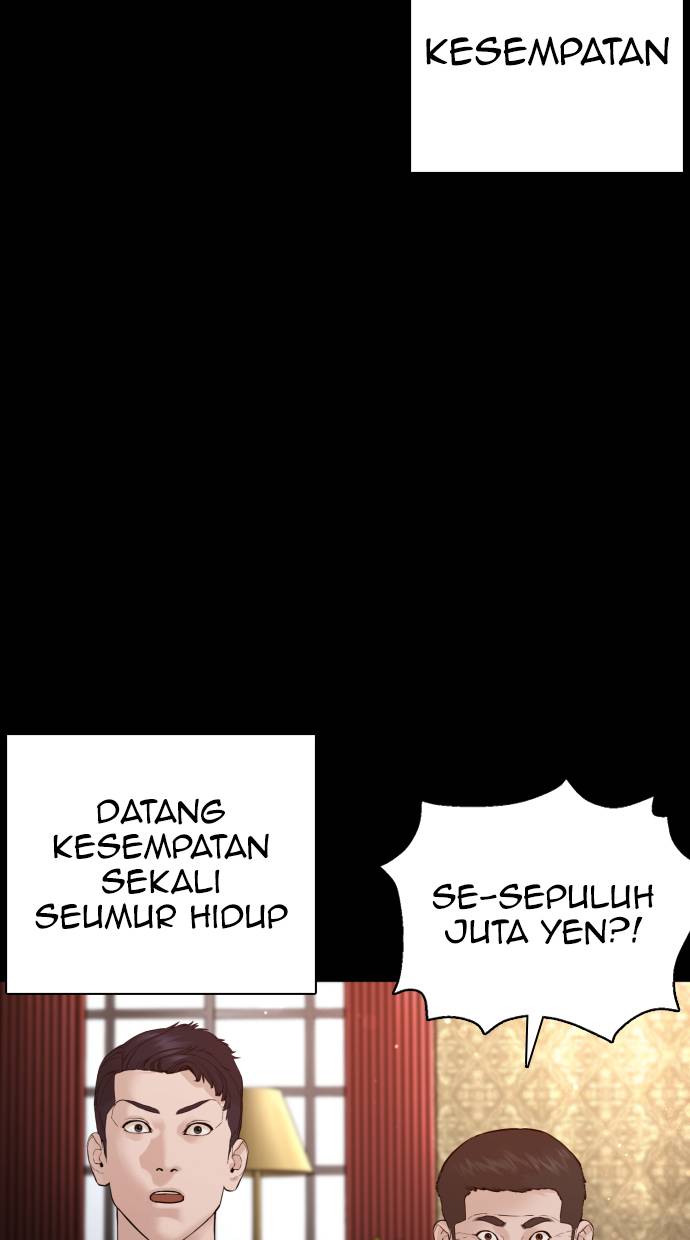 KESEMPATAN
DATANG
KESEMPATAN
SEKALI
SEUMUR HIDUP
SE-SEPULUH
JUTA YEN?!